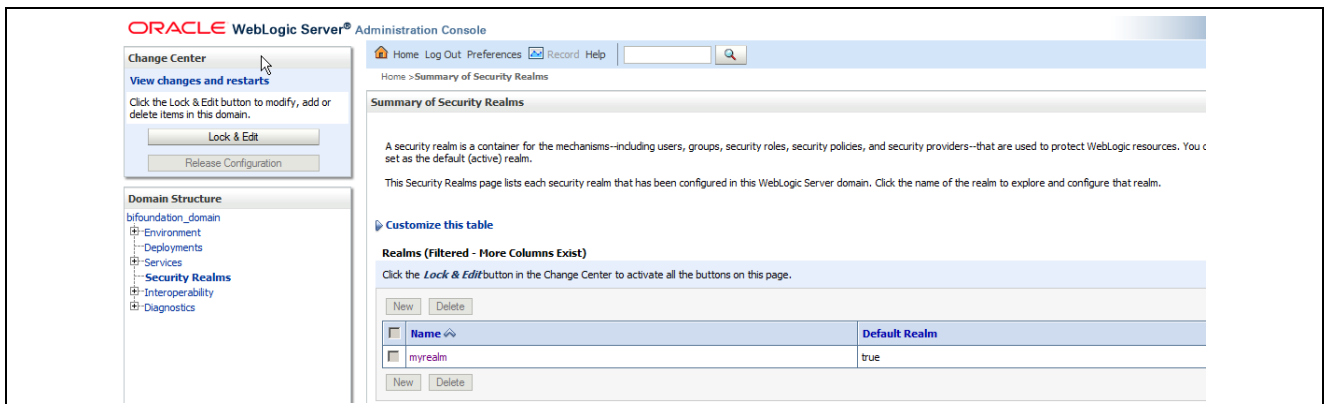 ORACLE WebLogic Server® Administration Console
Change Center
View changes and restarts
Click the Lock & Edit button to modify, add or
delete items in this domain.
Lock & Edit
Release Configuration
Domain Structure
bifoundation_domain
Environment
Deployments
Services
Security Realms
Interoperability
Diagnostics
Home Log Out Preferences Record Help
Home >Summary of Security Realms
Summary of Security Realms
A security realm is a container for the mechanisms--including users, groups, security roles, security policies, and security providers--that are used to protect WebLogic resources. You
set as the default (active) realm.
This Security Realms page lists each security realm that has been configured in this WebLogic Server domain. Click the name of the realm to explore and configure that realm.
Customize this table
Realms (Filtered - More Columns Exist)
Click the Lock & Edit button in the Change Center to activate all the buttons on this page.
New Delete
Name Default Realm
myrealm true
New Delete